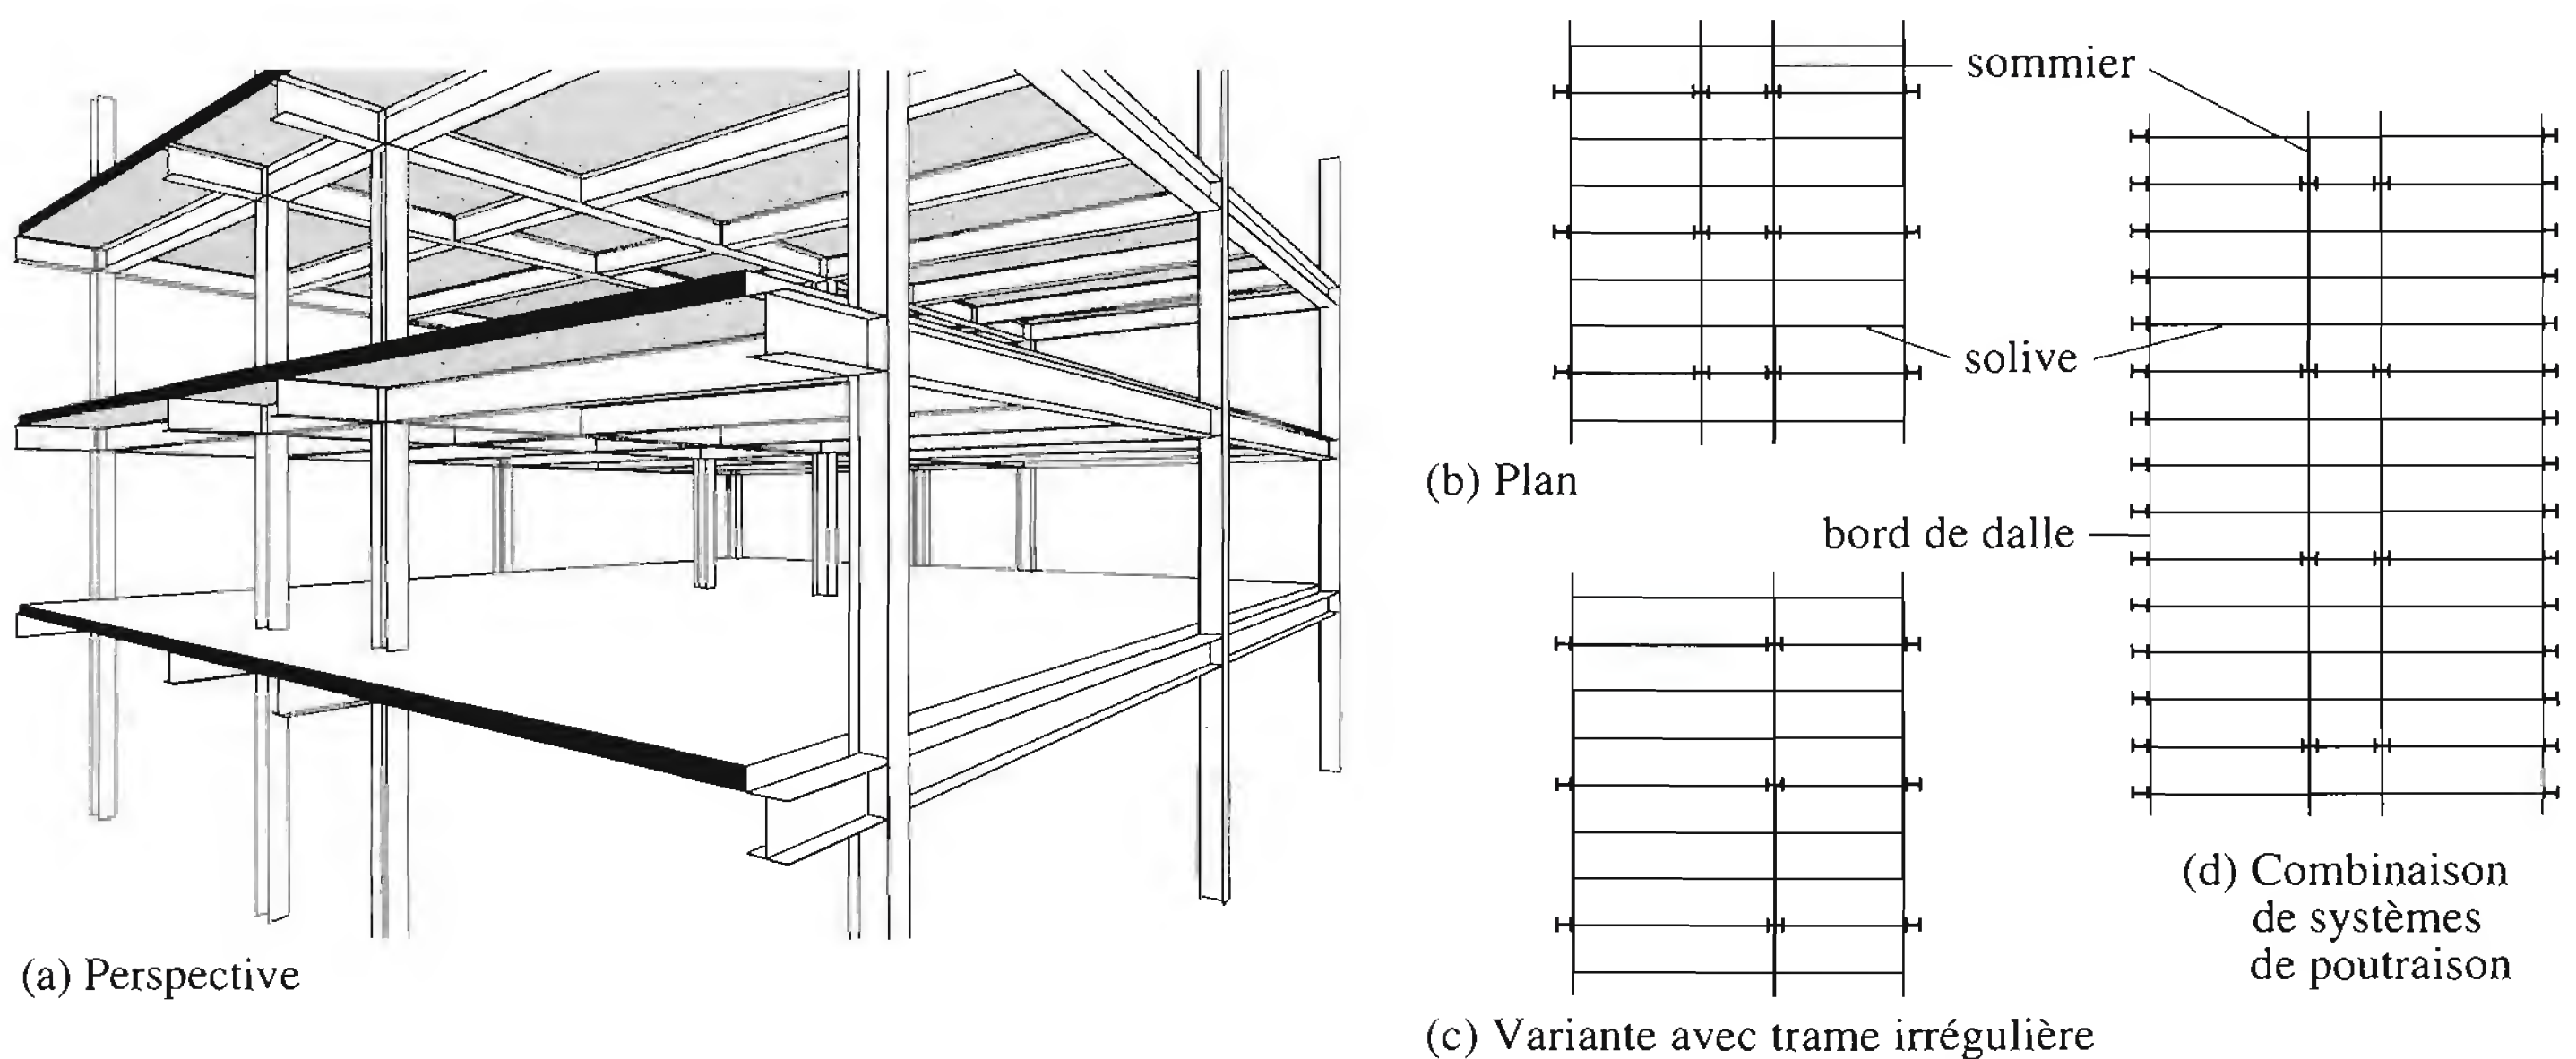 sommier
solive
(b) Plan
bord de dalle
(a) Perspective
(d) Combinaison
de systèmes
de poutraison
(c) Variante avec trame irrégulière